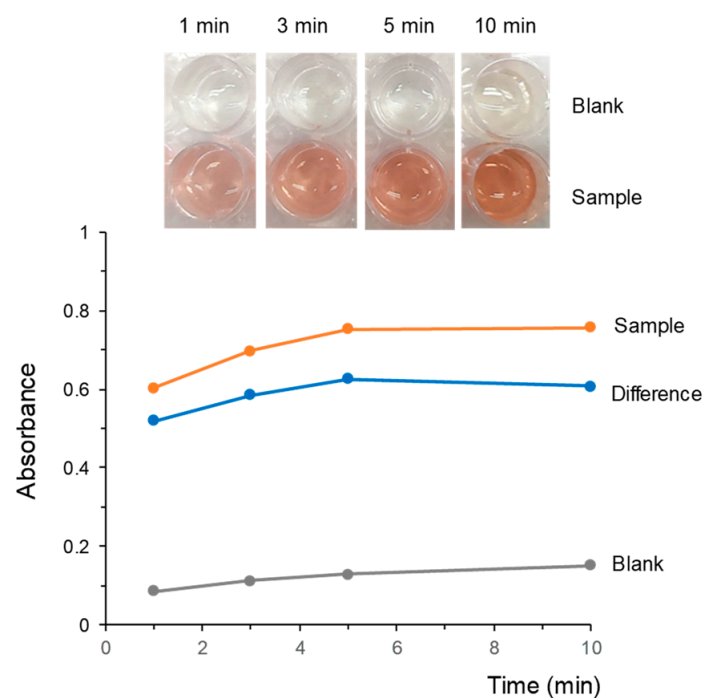 1 min 3 min 5 min 10 min
Blank
Sample
1
0.8
0.6
0.4
0.2
0
Absorbance
Sample
Difference
Blank
0 2 4 6 8 10
Time (min)